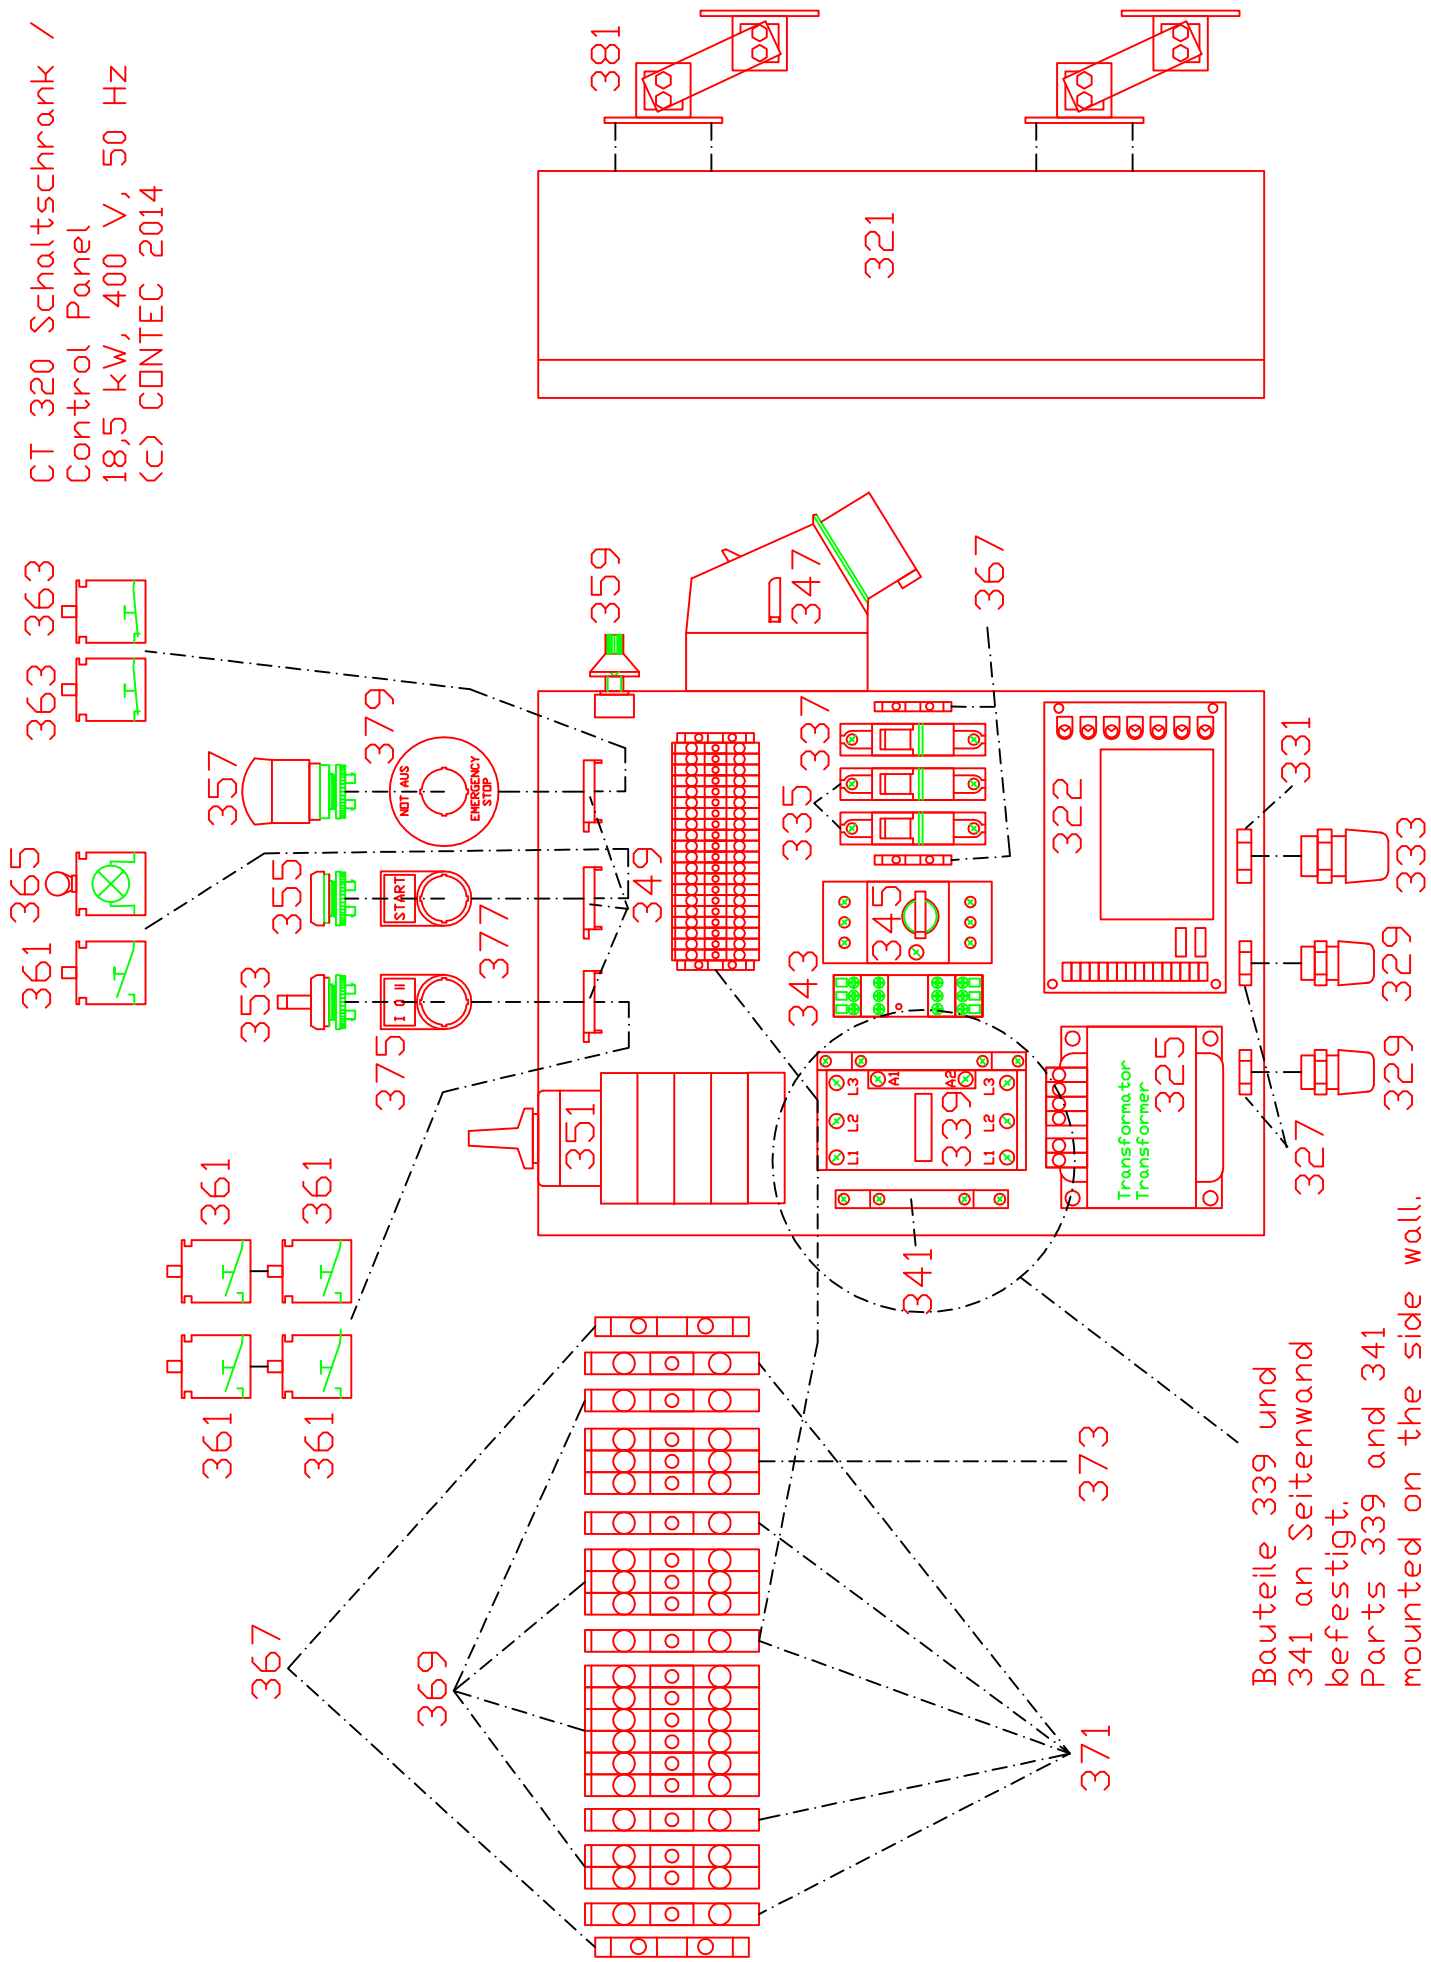 CT 320 Schaltschrank /
Control Panel
18,5 kW, 400 V, 50 Hz
(c) CONTEC 2014
381
321
363
363
359
347
367
357
379
NOT AUS
EMERGENCY
STOP
337
335
331
322
333
365
355
START
377
349
345
343
329
361
353
I 0 II
375
351
A1
A2
L3
L2
L1
L3
L2
L1
339
325
Transformator
Transformer
329
327
361
361
341
361
361
373
367
369
371
Bauteile 339 und
341 an Seitenwand
befestigt.
Parts 339 and 341
mounted on the side wall.